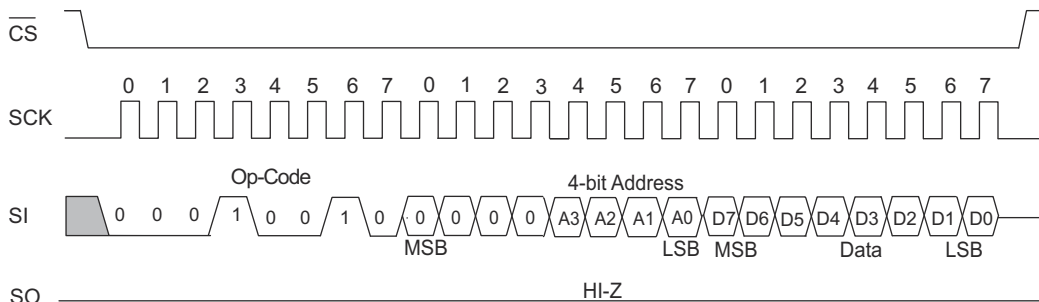 CS
0 1 2 3 4 5 6 7 0 1 2 3 4 5 6 7 0 1 2 3 4 5 6 7
SCK
Op-Code 4-bit Address
SI 0 0 0 1 0 0 1 0 0 0 0 0 A3 A2 A1 A0 D7 D6 D5 D4 D3 D2 D1 D0
MSB LSB MSB Data LSB
HI-Z
SO